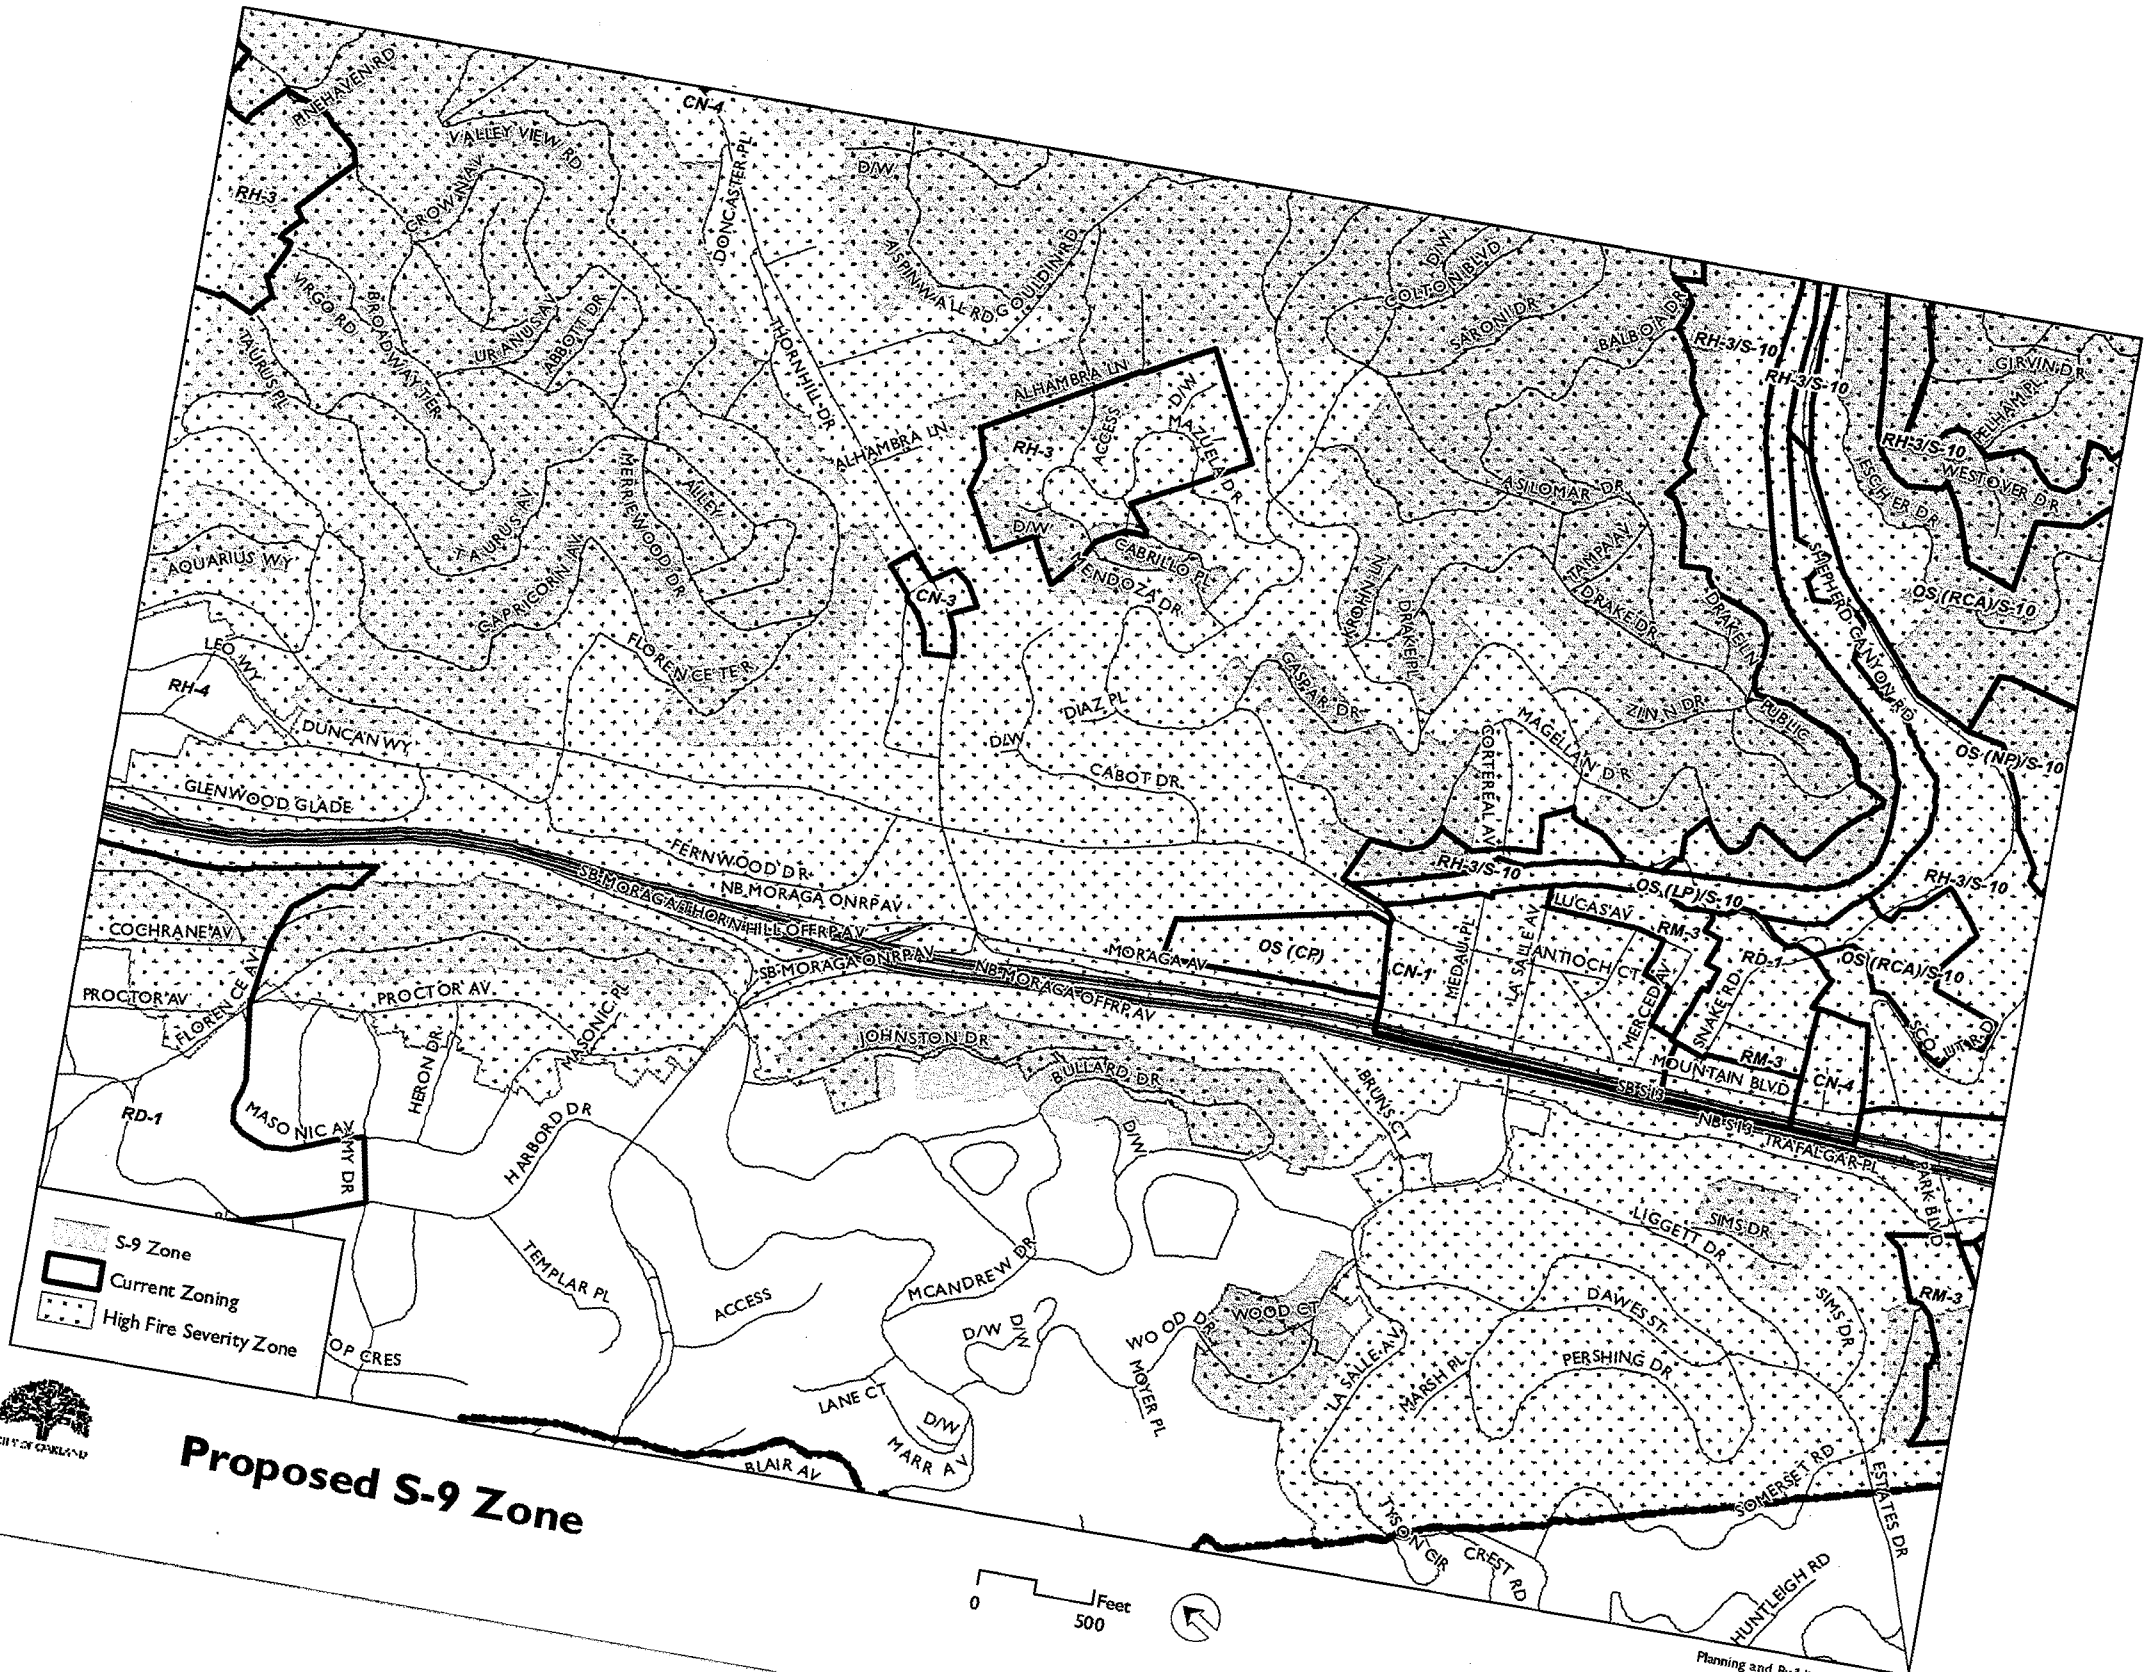 CN-4
PINEHAVEN RD
VALLEY VIEW RD
D/W
DONCASTER PL
RH-3
CROWN AV
ASPINWALL RD
GOULDIN RD
D/W
COLTON BLVD
VIRGO RD
BROADWAY TER
URANUS AV
ABBOTT DR
THORNHILL DR
SARONI DR
BALBOA DR
RH-3/S-10
RH-3/S-10
GIRVIN DR
PELHAM PL
TAURUS PL
ALHAMBRA LN
D/W
ALHAMBRA LN
RH-3
ACCESS
MAZUELA DR
RH-3/S-10
WESTOVER DR
ESCHER DR
MERRIEWOOD DR
ALLEY
ASILOMAR DR
TAURUS AV
D/W
CABRILLO PL
MENDOZA DR
TAMPA AV
AQUARIUS WY
CAPRICORN AV
CN-3
DRAKE PL
DRAKE DR
DRAKE LN
SHEPHERD CANYON RD
OS (RCA)/S-10
LEO WY
FLORENCE TER
RH-4
GASPAR DR
DIAZ PL
D/W
ZINN DR
PUBLIC
MAGELLAN DR
CORTEREAL AV
OS (NP)/S-10
DUNCAN WY
CABOT DR
GLENWOOD GLADE
FERNWOOD DR
NB MORAGA ONRP AV
SB MORAGA/THORNHILL OFFRP AV
RH-3/S-10
OS (LP)/S-10
RH-3/S-10
LUCAS AV
RM-3
COCHRANE AV
SB MORAGA ONRP AV
MORAGA AV
OS (CP)
CN-1
MEDAU PL
LA SALLE AV
ANTIOCH CT
MERCED AV
RD-1
SNAKE RD
OS (RCA)/S-10
NB MORAGA OFFRP AV
PROCTOR AV
FLORENCE AV
PROCTOR AV
MASONIC PL
HERON DR
JOHNSTON DR
BULLARD DR
BRUNS CT
SCOUT RD
RM-3
MOUNTAIN BLVD
CN-4
SB S13
NB S13
TRAFALGAR PL
PARK BLVD
RD-1
MASONIC AV
AMY DR
HARBORD DR
D/W
LIGGETT DR
SIMS DR
S-9 Zone
Current Zoning
High Fire Severity Zone
TEMPLAR PL
ACCESS
MCANDREW DR
D/W
D/W
WOOD DR
WOOD CT
MOYER PL
LA SALLE AV
MARSH PL
DAWES ST
PERSHING DR
SIMS DR
RM-3
OP CRES
LANE CT
D/W
MARR AV
BLAIR AV
SOMERSET RD
ESTATES DR
TYSON CIR
CREST RD
HUNTLEIGH RD
CITY OF OAKLAND
Proposed S-9 Zone
0
500
Feet